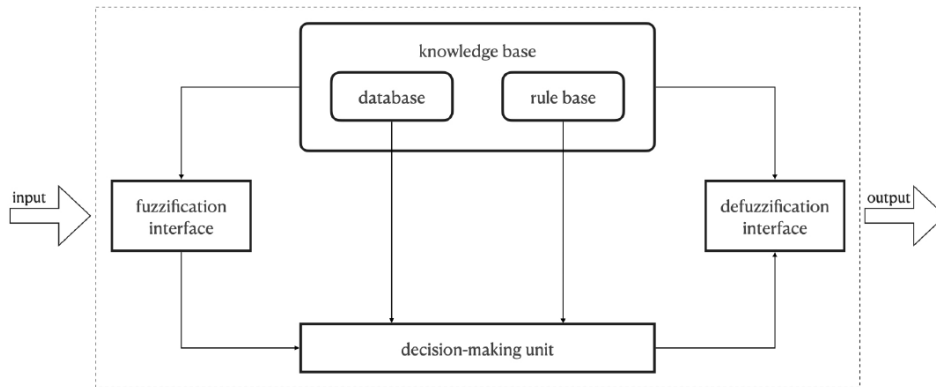 knowledge base
database
rule base
input
fuzzification
interface
defuzzification
interface
output
decision-making unit